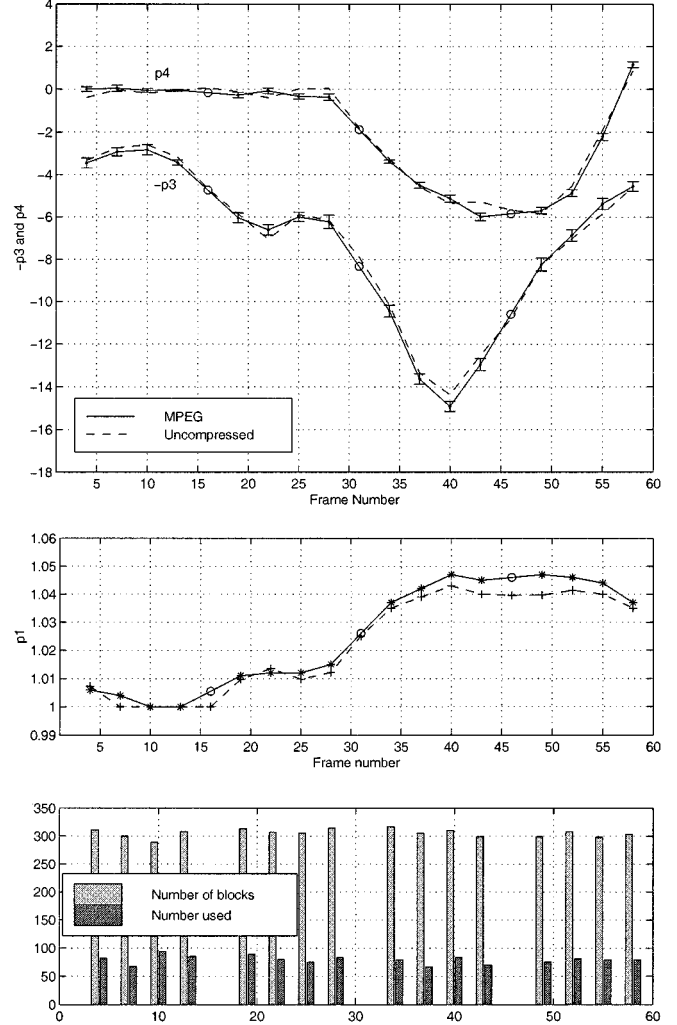 4
2
0
−2
−4
−6
−8
−10
−12
−14
−16
−18
−p3 and p4
p4
−p3
MPEG
Uncompressed
5 10 15 20 25 30 35 40 45 50 55 60
Frame Number
1.06
1.05
1.04
1.03
1.02
1.01
1
0.99
p1
5 10 15 20 25 30 35 40 45 50 55 60
Frame number
350
300
250
200
150
100
50
0
Number of blocks
Number used
0 10 20 30 40 50 60